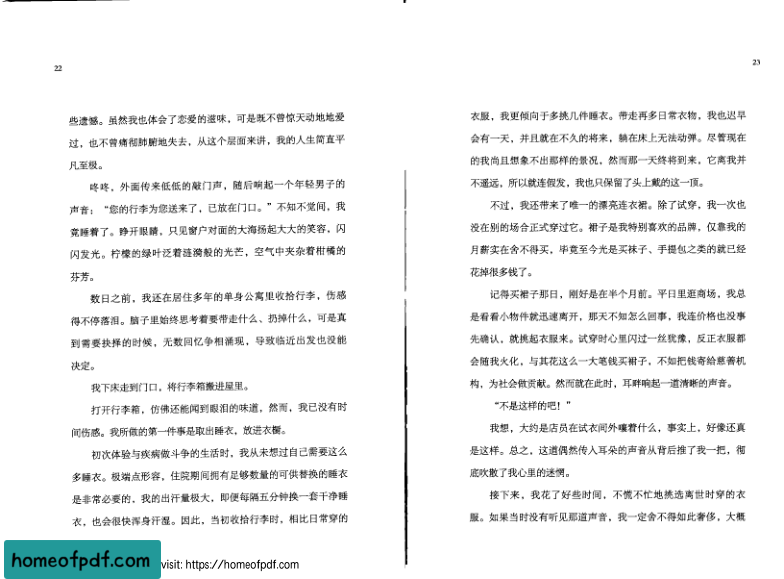 22
些遗憾。虽然我也体会了恋爱的滋味，可是既不曾惊天动地地爱
过，也不曾痛彻肺腑地失去，从这个层面来讲，我的人生简直平
凡至极。
咚咚，外面传来低低的敲门声，随后响起一个年轻男子的
声音：“您的行李为您送来了，已放在门口。”不知不觉间，我
竟睡着了。睁开眼睛，只见窗户对面的大海扬起大大的笑容，闪
闪发光。柠檬的绿叶泛着涟漪般的光芒，空气中夹杂着柑橘的
芬芳。
数日之前，我还在居住多年的单身公寓里收拾行李，伤感
得不停落泪。脑子里始终思考着要带走什么、扔掉什么，可是真
到需要抉择的时候，无数回忆争相涌现，导致临近出发也没能
决定。
我下床走到门口，将行李箱搬进屋里。
打开行李箱，仿佛还能闻到眼泪的味道，然而，我已没有时
间伤感。我所做的第一件事是取出睡衣，放进衣橱。
初次体验与疾病做斗争的生活时，我从未想过自己需要这么
多睡衣。极端点形容，住院期间拥有足够数量的可供替换的睡衣
是非常必要的，我的出汗量极大，即便每隔五分钟换一套干净睡
衣，也会很快浑身汗湿。因此，当初收拾行李时，相比日常穿的
23
衣服，我更倾向于多挑几件睡衣。带走再多日常衣物，我也迟早
会有一天，并且就在不久的将来，躺在床上无法动弹。尽管现在
的我尚且想象不出那样的景况，然而那一天终将到来，它离我并
不遥远，所以就连假发，我也只保留了头上戴的这一顶。
不过，我还带来了唯一的漂亮连衣裙。除了试穿，我一次也
没在别的场合正式穿过它。裙子是我特别喜欢的品牌，仅靠我的
月薪实在舍不得买，毕竟至今光是买袜子、手提包之类的就已经
花掉很多钱了。
记得买裙子那日，刚好是在半个月前。平日里逛商场，我总
是看看小物件就迅速离开，那天不知怎么回事，我连价格也没事
先确认，就挑起衣服来。试穿时心里闪过一丝犹豫，反正衣服都
会随我火化，与其花这么一大笔钱买裙子，不如把钱寄给慈善机
构，为社会做贡献。然而就在此时，耳畔响起一道清晰的声音。
“不是这样的吧！”
我想，大约是店员在试衣间外嚷着什么，事实上，好像还真
是这样。总之，这道偶然传入耳朵的声音从背后推了我一把，彻
底吹散了我心里的迷惘。
接下来，我花了好些时间，不慌不忙地挑选离世时穿的衣
服。如果当时没有听见那道声音，我一定舍不得如此奢侈，大概
homeofpdf.com
visit: https://homeofpdf.com